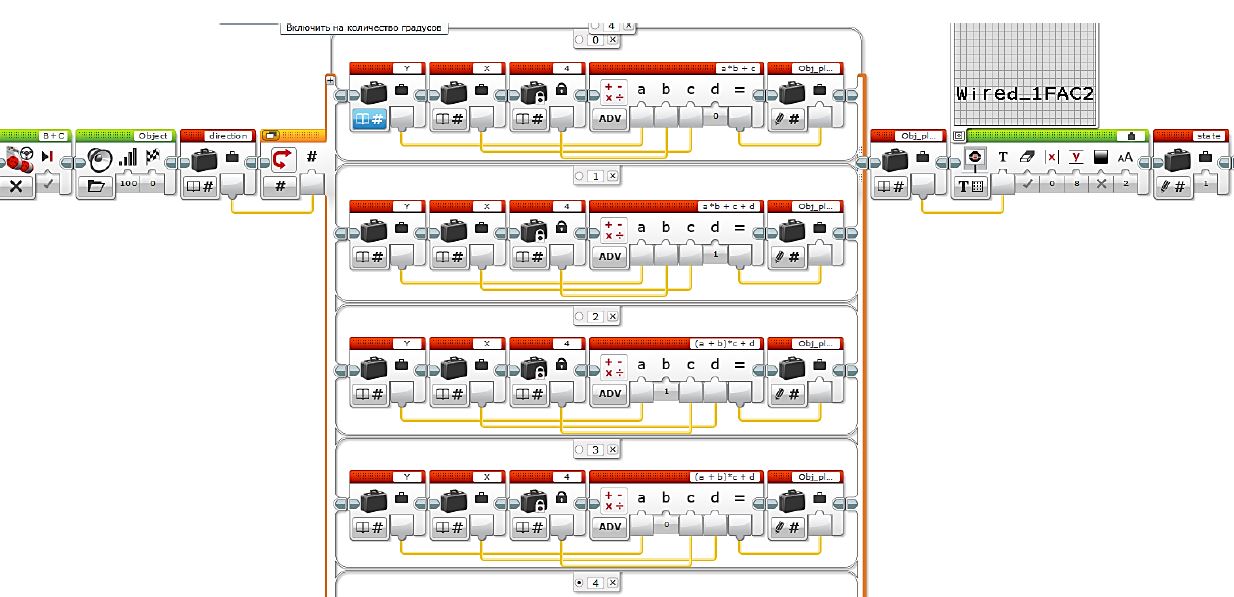 Включить на количество градусов
4
0
Wired_1FAC2
Y X 4 a*b + c Obj_pl...
a b c d =
# # # ADV 0 #
B+C Object direction Obj_pl... state
# T x y AA
100 0 # # # T 0 8 2 # 1
1
Y X 4 a*b + c + d Obj_pl...
a b c d =
# # # ADV 1 #
2
Y X 4 (a + b)*c + d Obj_pl...
a b c d =
# # # ADV 1 #
3
Y X 4 (a + b)*c + d Obj_pl...
a b c d =
# # # ADV 0 #
4